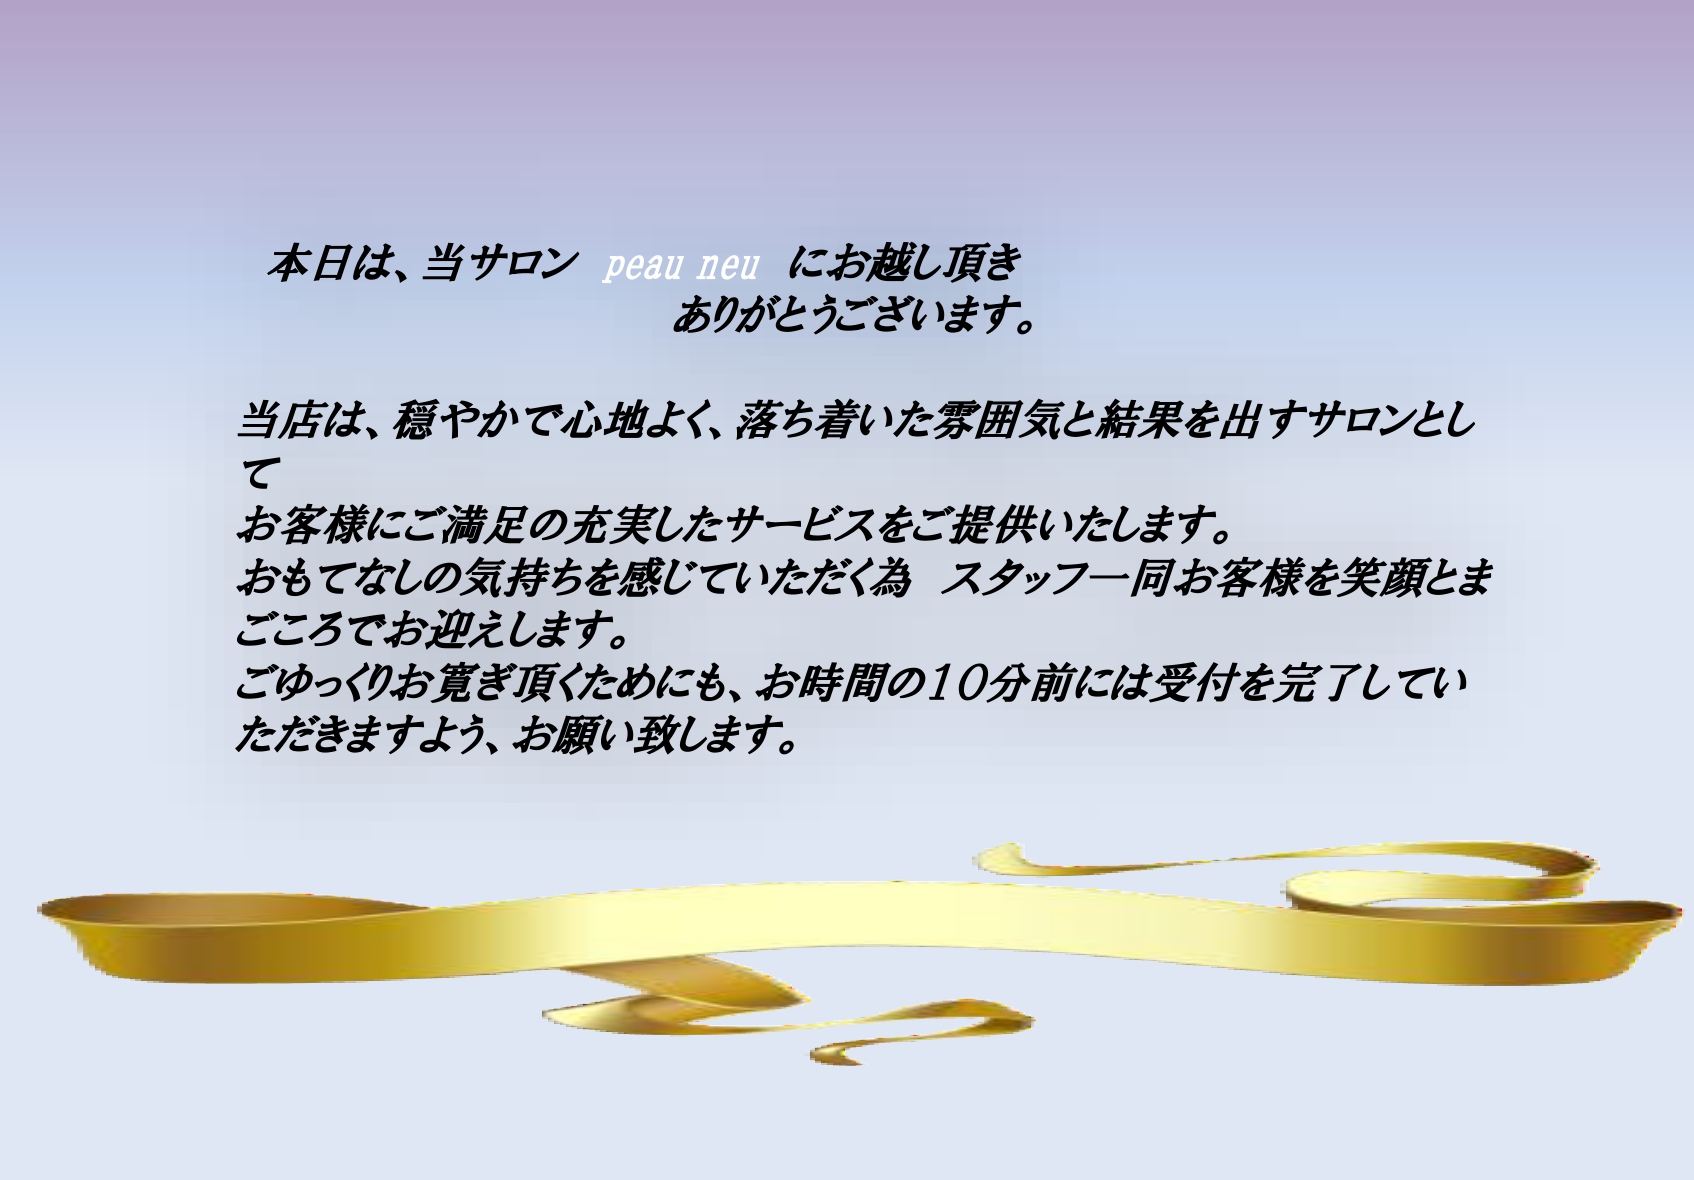 本日は、当サロン　peau neu　にお越し頂き
ありがとうございます。
当店は、穏やかで心地よく、落ち着いた雰囲気と結果を出すサロンとし
て
お客様にご満足の充実したサービスをご提供いたします。
おもてなしの気持ちを感じていただく為　スタッフ一同お客様を笑顔とま
ごころでお迎えします。
ごゆっくりお寛ぎ頂くためにも、お時間の10分前には受付を完了してい
ただきますよう、お願い致します。